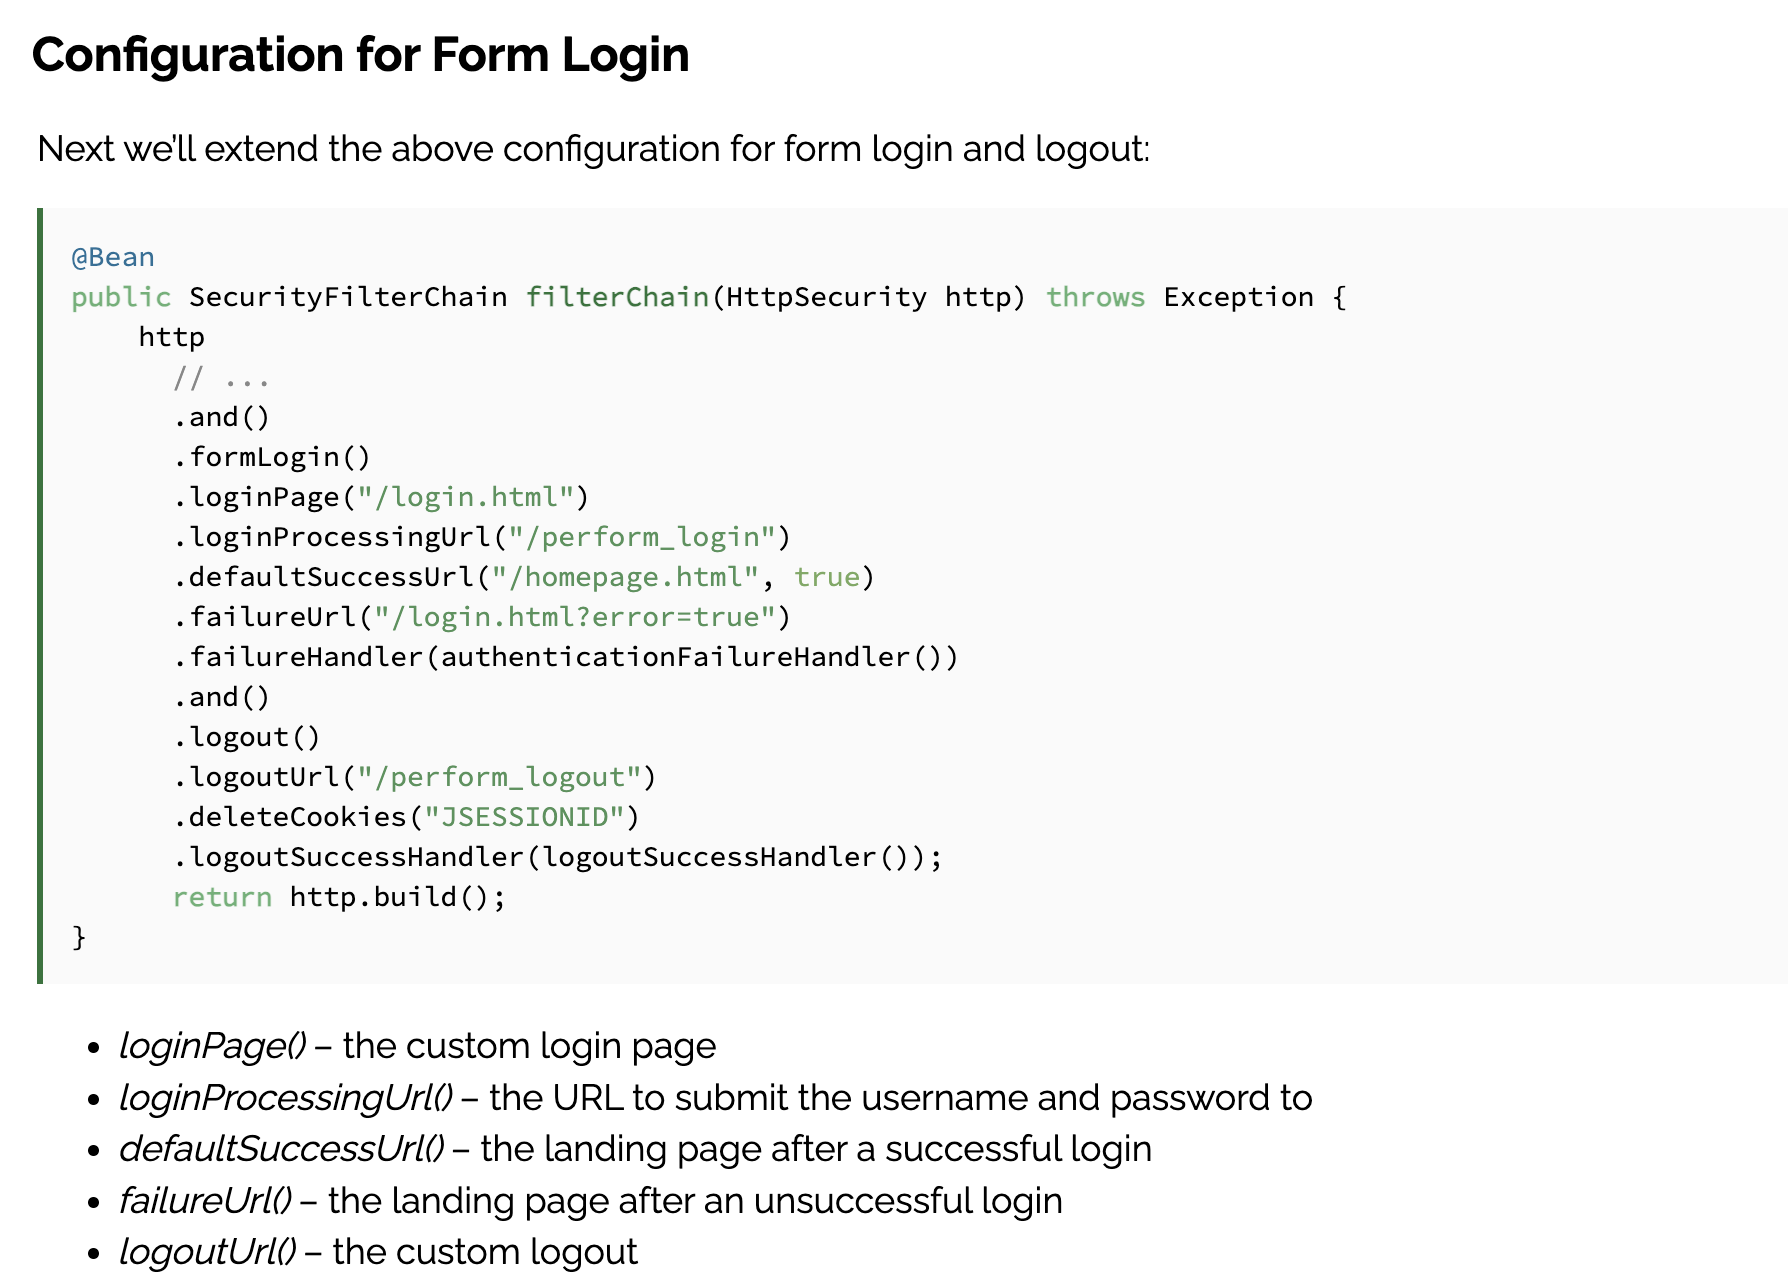 Configuration for Form Login
Next we'll extend the above configuration for form login and logout:
@Bean
public SecurityFilterChain filterChain(HttpSecurity http) throws Exception {
    http
      // ...
      .and()
      .formLogin()
      .loginPage("/login.html")
      .loginProcessingUrl("/perform_login")
      .defaultSuccessUrl("/homepage.html", true)
      .failureUrl("/login.html?error=true")
      .failureHandler(authenticationFailureHandler())
      .and()
      .logout()
      .logoutUrl("/perform_logout")
      .deleteCookies("JSESSIONID")
      .logoutSuccessHandler(logoutSuccessHandler());
      return http.build();
}
• loginPage() – the custom login page
• loginProcessingUrl() – the URL to submit the username and password to
• defaultSuccessUrl() – the landing page after a successful login
• failureUrl() – the landing page after an unsuccessful login
• logoutUrl() – the custom logout